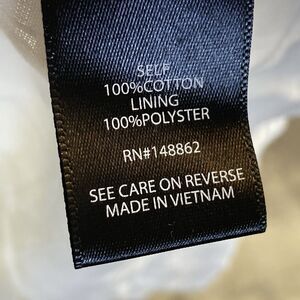 SELF
100%COTTON
LINING
100%POLYSTER
RN#148862
SEE CARE ON REVERSE
MADE IN VIETNAM